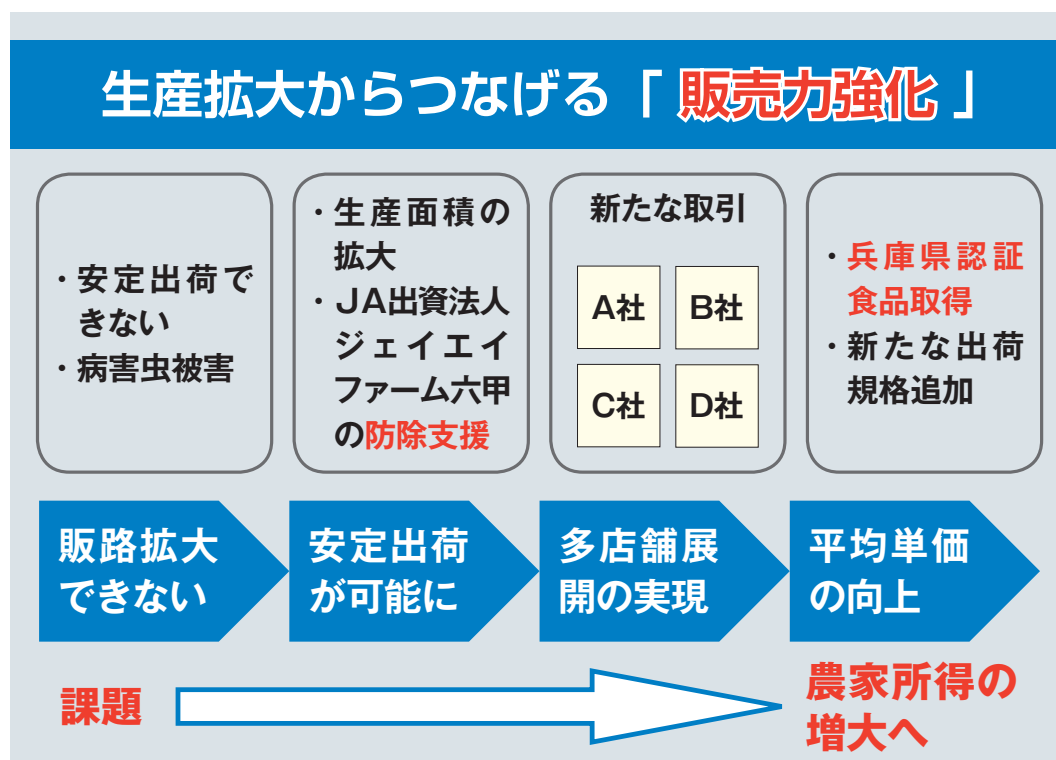 生産拡大からつなげる「販売力強化」
・安定出荷で
きない
・病害虫被害
・生産面積の
拡大
・JA出資法人
ジェイエイ
ファーム六甲
の防除支援
新たな取引
A社
B社
C社
D社
・兵庫県認証
食品取得
・新たな出荷
規格追加
販路拡大
できない
安定出荷
が可能に
多店舗展
開の実現
平均単価
の向上
課題
農家所得の
増大へ